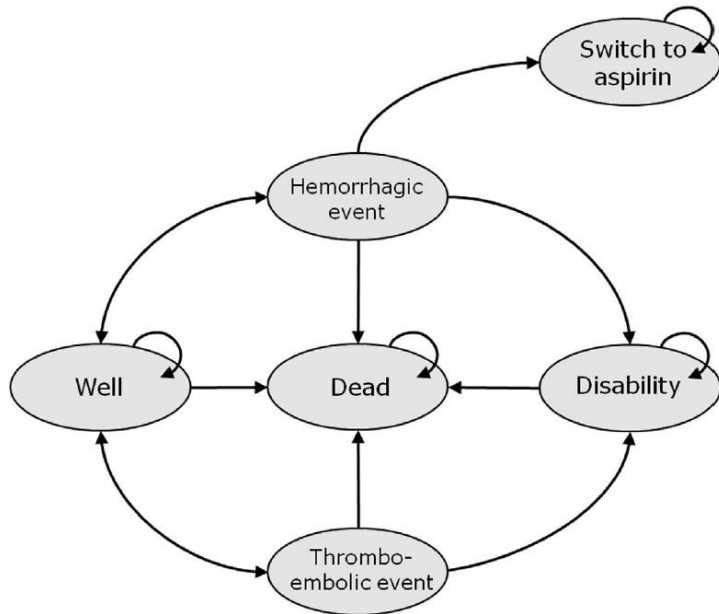 Switch to
aspirin
Hemorrhagic
event
Well
Dead
Disability
Thrombo-
embolic event